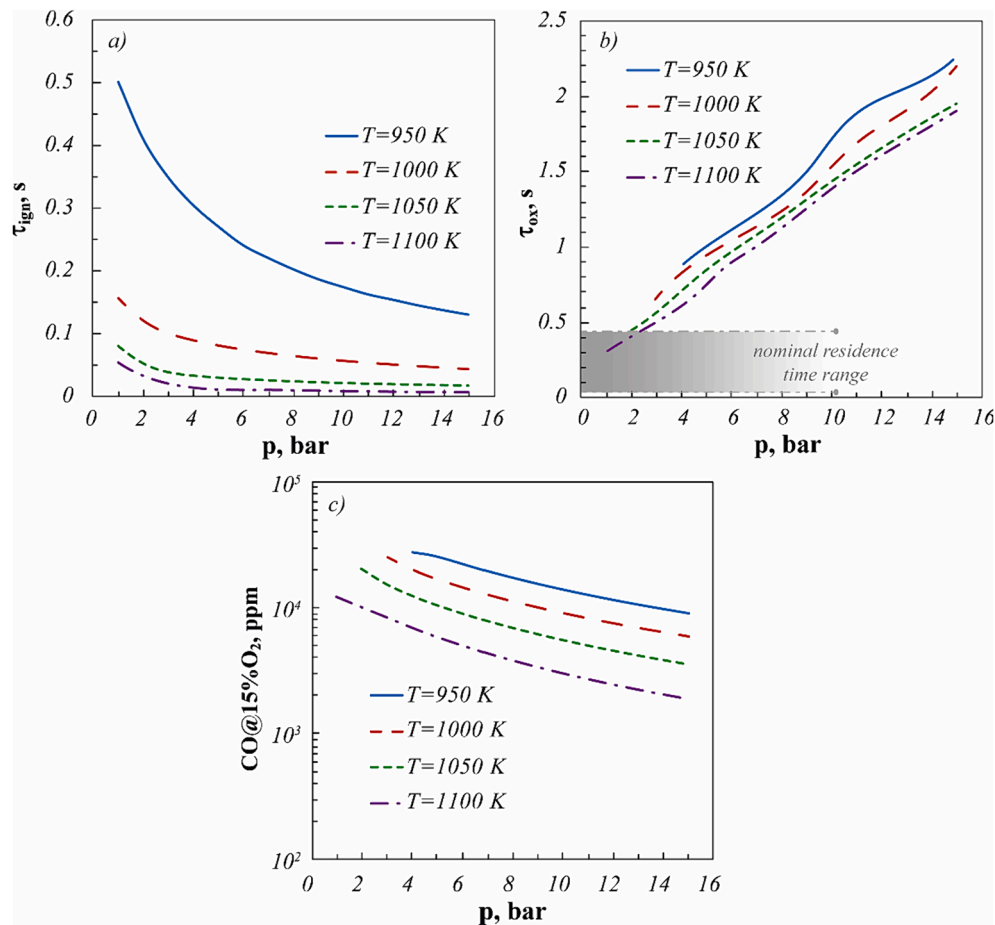 a)
0.6
0.5
0.4
0.3
0.2
0.1
0
τign, s
T=950 K
T=1000 K
T=1050 K
T=1100 K
0 2 4 6 8 10 12 14 16
p, bar
b)
2.5
2
1.5
1
0.5
0
τox, s
T=950 K
T=1000 K
T=1050 K
T=1100 K
nominal residence
time range
0 2 4 6 8 10 12 14 16
p, bar
c)
10⁵
10⁴
10³
10²
CO@15%O₂, ppm
T=950 K
T=1000 K
T=1050 K
T=1100 K
0 2 4 6 8 10 12 14 16
p, bar